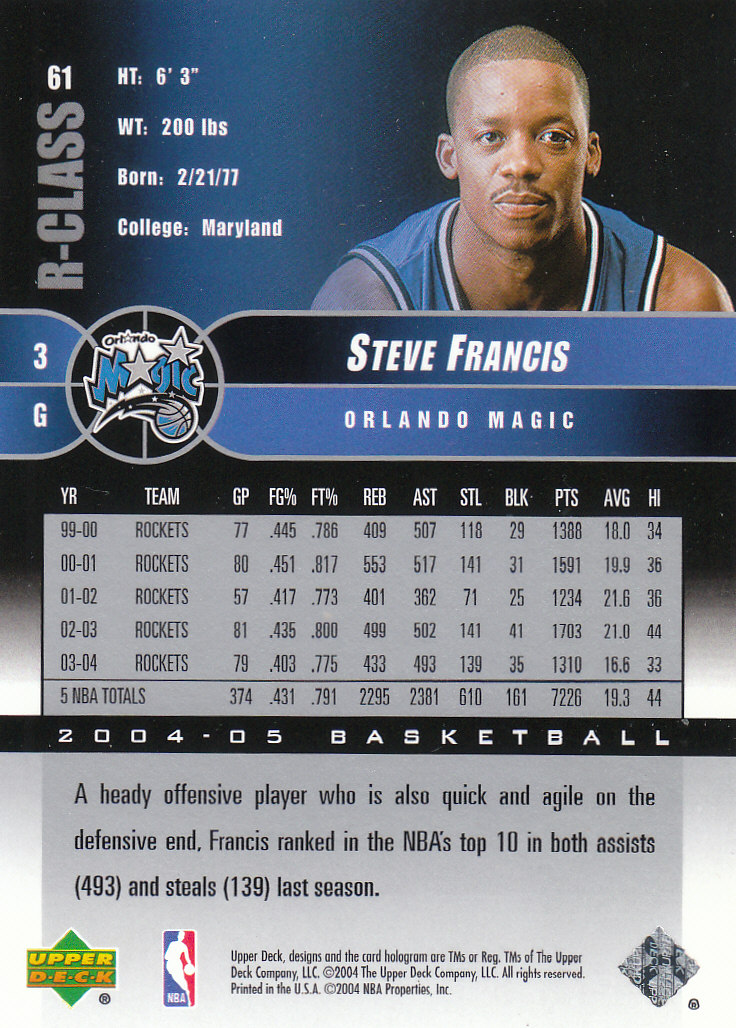 61
R-CLASS
HT: 6' 3"
WT: 200 lbs
Born: 2/21/77
College: Maryland
3
G
Orlando
Magic
STEVE FRANCIS
ORLANDO MAGIC
YR TEAM GP FG% FT% REB AST STL BLK PTS AVG HI
99-00 ROCKETS 77 .445 .786 409 507 118 29 1388 18.0 34
00-01 ROCKETS 80 .451 .817 553 517 141 31 1591 19.9 36
01-02 ROCKETS 57 .417 .773 401 362 71 25 1234 21.6 36
02-03 ROCKETS 81 .435 .800 499 502 141 41 1703 21.0 44
03-04 ROCKETS 79 .403 .775 433 493 139 35 1310 16.6 33
5 NBA TOTALS 374 .431 .791 2295 2381 610 161 7226 19.3 44
2004-05 BASKETBALL
A heady offensive player who is also quick and agile on the
defensive end, Francis ranked in the NBA's top 10 in both assists
(493) and steals (139) last season.
UPPER
DECK
®
NBA
Upper Deck, designs and the card hologram are TMs or Reg. TMs of The Upper
Deck Company, LLC. ©2004 The Upper Deck Company, LLC. All rights reserved.
Printed in the U.S.A. ©2004 NBA Properties, Inc.
®